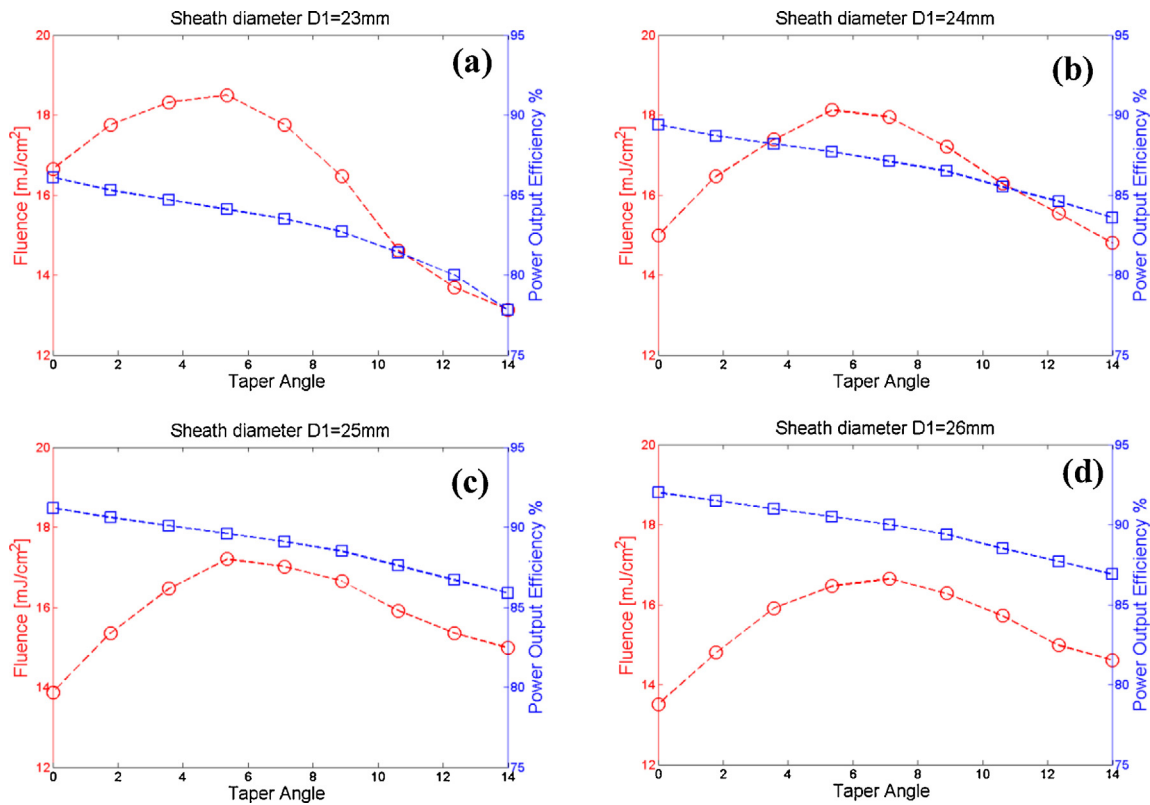 Sheath diameter D1=23mm
(a)
20
18
16
14
12
Fluence [mJ/cm2]
95
90
85
80
75
Power Output Efficiency %
0 2 4 6 8 10 12 14
Taper Angle
Sheath diameter D1=24mm
(b)
20
18
16
14
12
Fluence [mJ/cm2]
95
90
85
80
75
Power Output Efficiency %
0 2 4 6 8 10 12 14
Taper Angle
Sheath diameter D1=25mm
(c)
20
18
16
14
12
Fluence [mJ/cm2]
95
90
85
80
75
Power Output Efficiency %
0 2 4 6 8 10 12 14
Taper Angle
Sheath diameter D1=26mm
(d)
20
18
16
14
12
Fluence [mJ/cm2]
95
90
85
80
75
Power Output Efficiency %
0 2 4 6 8 10 12 14
Taper Angle